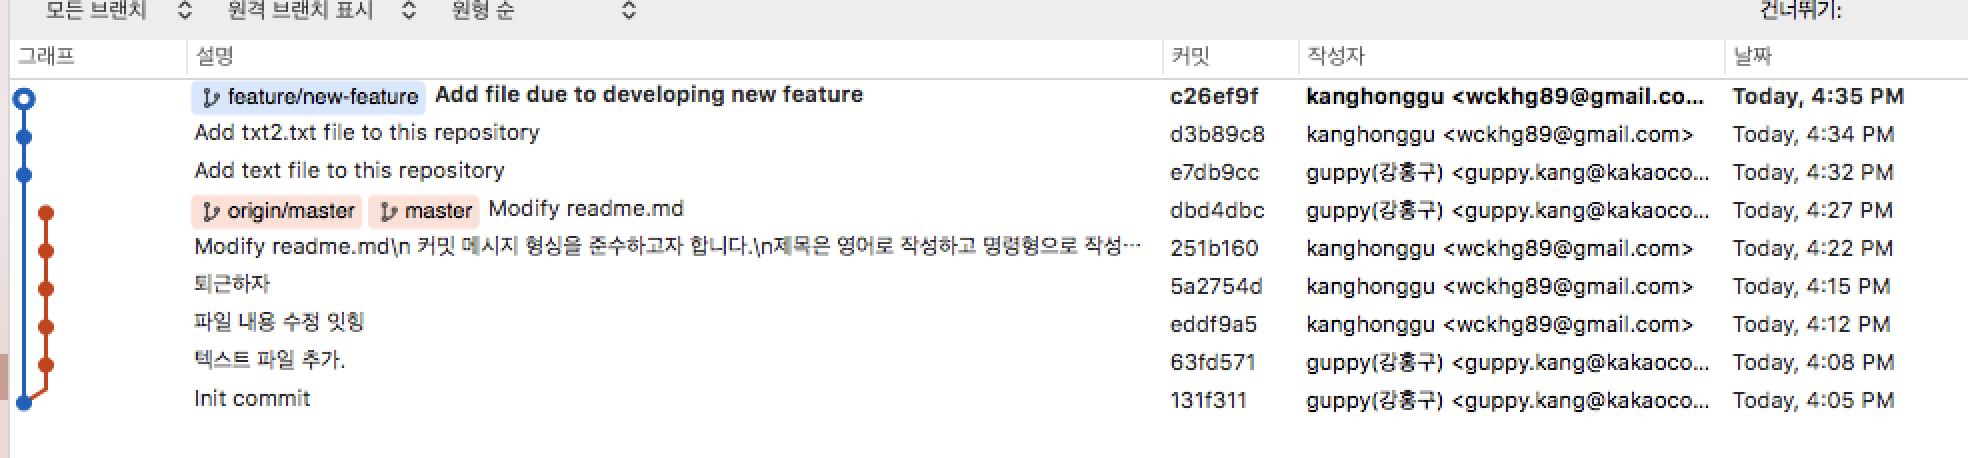 모든 브랜치 원격 브랜치 표시 원형 순 건너뛰기:
그래프 설명 커밋 작성자 날짜
feature/new-feature Add file due to developing new feature c26ef9f kanghonggu <wckhg89@gmail.co... Today, 4:35 PM
Add txt2.txt file to this repository d3b89c8 kanghonggu <wckhg89@gmail.com> Today, 4:34 PM
Add text file to this repository e7db9cc guppy(강홍구) <guppy.kang@kakaoco... Today, 4:32 PM
origin/master master Modify readme.md dbd4dbc guppy(강홍구) <guppy.kang@kakaoco... Today, 4:27 PM
Modify readme.md\n 커밋 메시지 형싱을 준수하고자 합니다.\n제목은 영어로 작성하고 명령형으로 작성… 251b160 kanghonggu <wckhg89@gmail.com> Today, 4:22 PM
퇴근하자 5a2754d kanghonggu <wckhg89@gmail.com> Today, 4:15 PM
파일 내용 수정 잇힝 eddf9a5 kanghonggu <wckhg89@gmail.com> Today, 4:12 PM
텍스트 파일 추가. 63fd571 guppy(강홍구) <guppy.kang@kakaoco... Today, 4:08 PM
Init commit 131f311 guppy(강홍구) <guppy.kang@kakaoco... Today, 4:05 PM